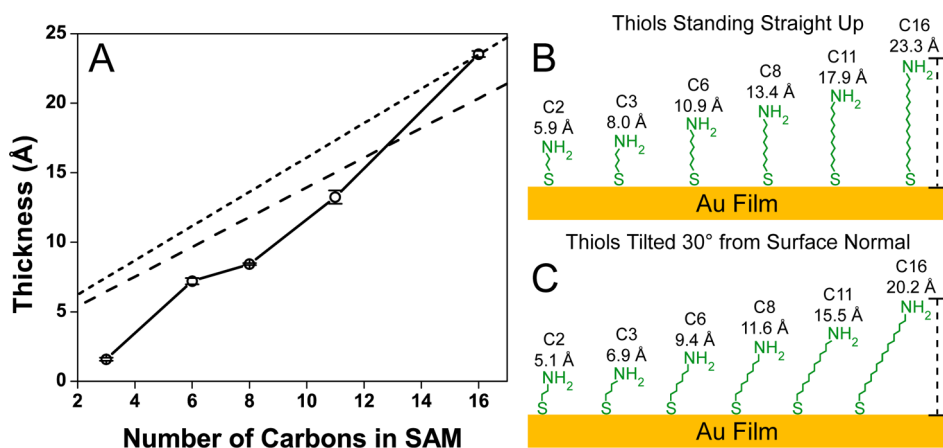 A
Thickness (Å)
25
20
15
10
5
0
2 4 6 8 10 12 14 16
Number of Carbons in SAM
B
Thiols Standing Straight Up
C2
5.9 Å
NH2
S
C3
8.0 Å
NH2
S
C6
10.9 Å
NH2
S
C8
13.4 Å
NH2
S
C11
17.9 Å
NH2
S
C16
23.3 Å
NH2
S
Au Film
Thiols Tilted 30° from Surface Normal
C
C2
5.1 Å
NH2
S
C3
6.9 Å
NH2
S
C6
9.4 Å
NH2
S
C8
11.6 Å
NH2
S
C11
15.5 Å
NH2
S
C16
20.2 Å
NH2
S
Au Film